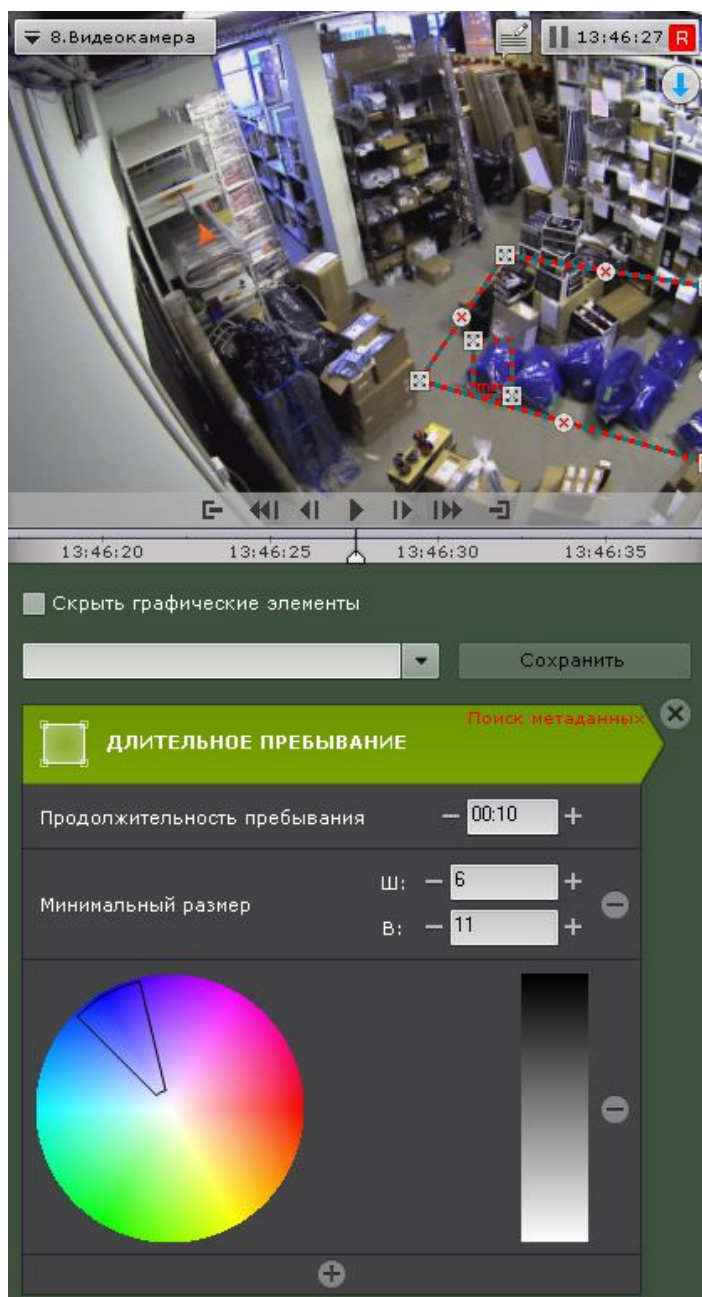 8.Видеокамера
13:46:27 R
min
13:46:20 13:46:25 13:46:30 13:46:35
Скрыть графические элементы
Сохранить
Поиск метаданных
ДЛИТЕЛЬНОЕ ПРЕБЫВАНИЕ
Продолжительность пребывания – 00:10 +
Ш: – 6 +
Минимальный размер
В: – 11 +